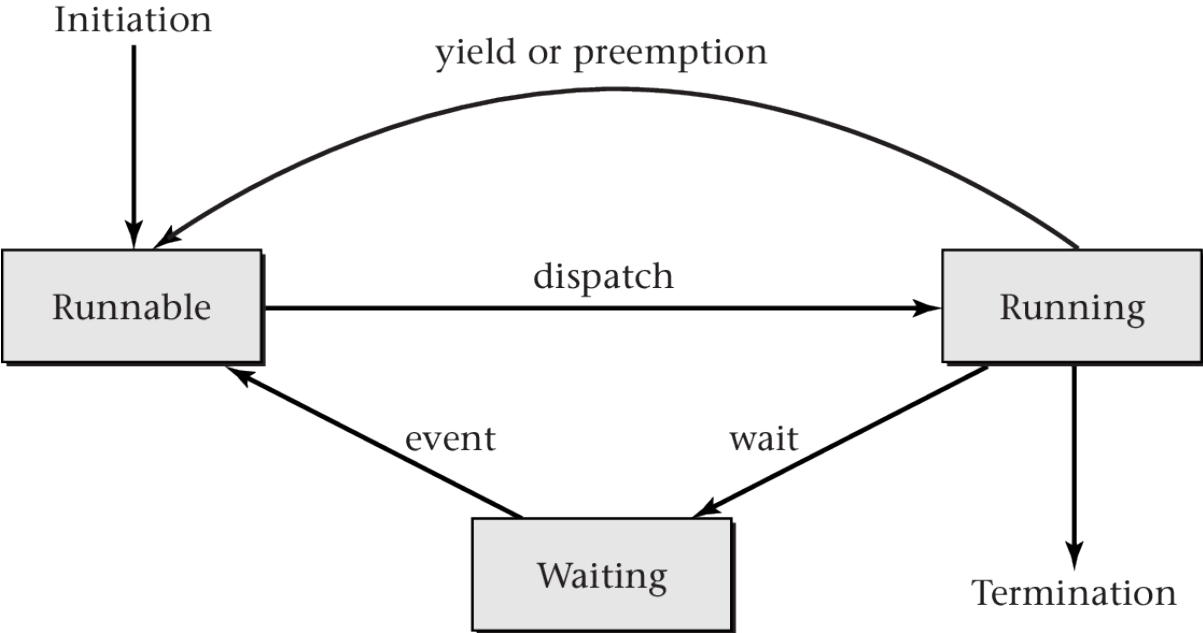 Initiation
yield or preemption
dispatch
Runnable
Running
event
wait
Waiting
Termination